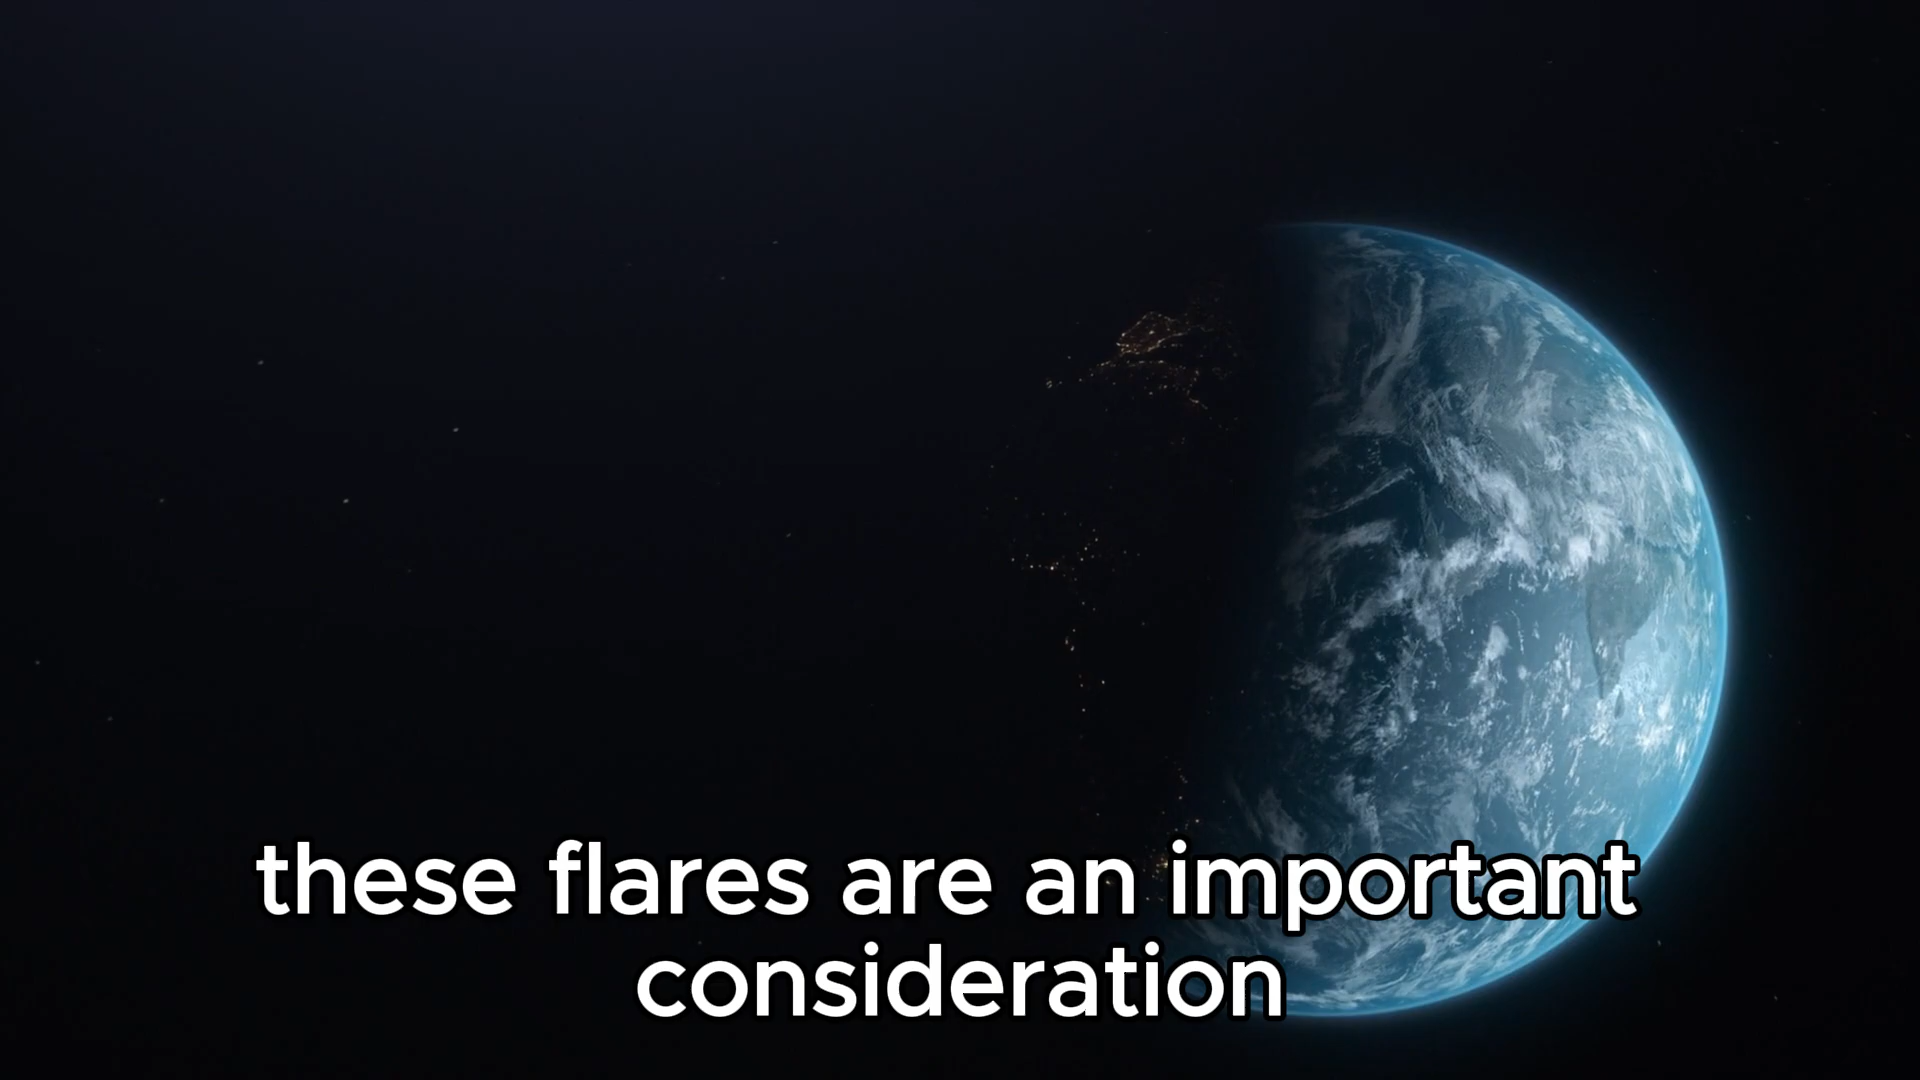 these flares are an important
consideration